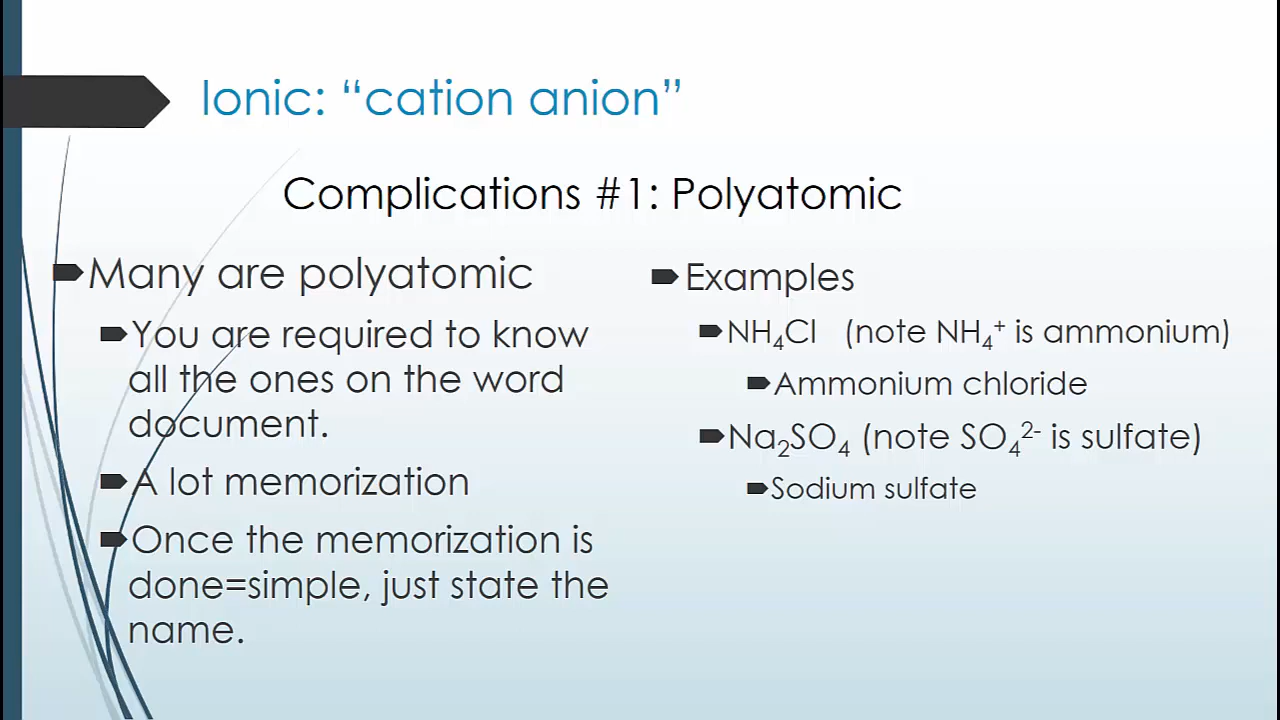 Ionic: “cation anion”
Complications #1: Polyatomic
Many are polyatomic
You are required to know
all the ones on the word
document.
A lot memorization
Once the memorization is
done=simple, just state the
name.
Examples
NH₄Cl (note NH₄⁺ is ammonium)
Ammonium chloride
Na₂SO₄ (note SO₄²⁻ is sulfate)
Sodium sulfate